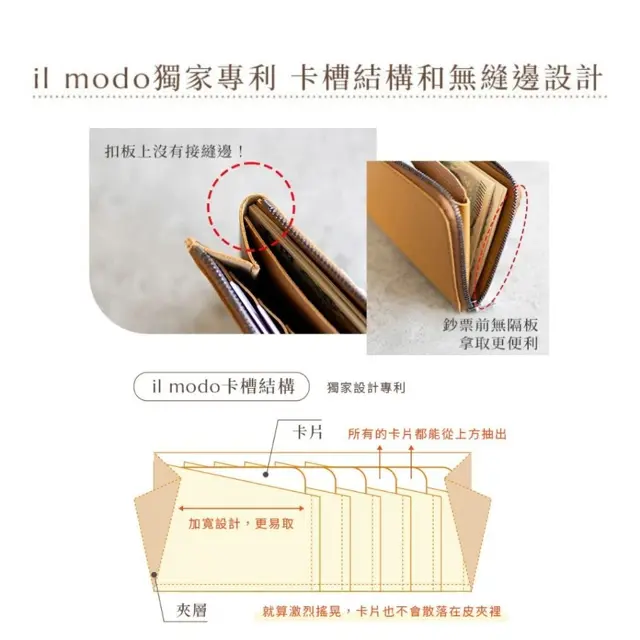 il modo獨家專利 卡槽結構和無縫邊設計
扣板上沒有接縫邊！
鈔票前無隔板
拿取更便利
il modo卡槽結構
獨家設計專利
卡片
所有的卡片都能從上方抽出
加寬設計，更易取
夾層
就算激烈搖晃，卡片也不會散落在皮夾裡